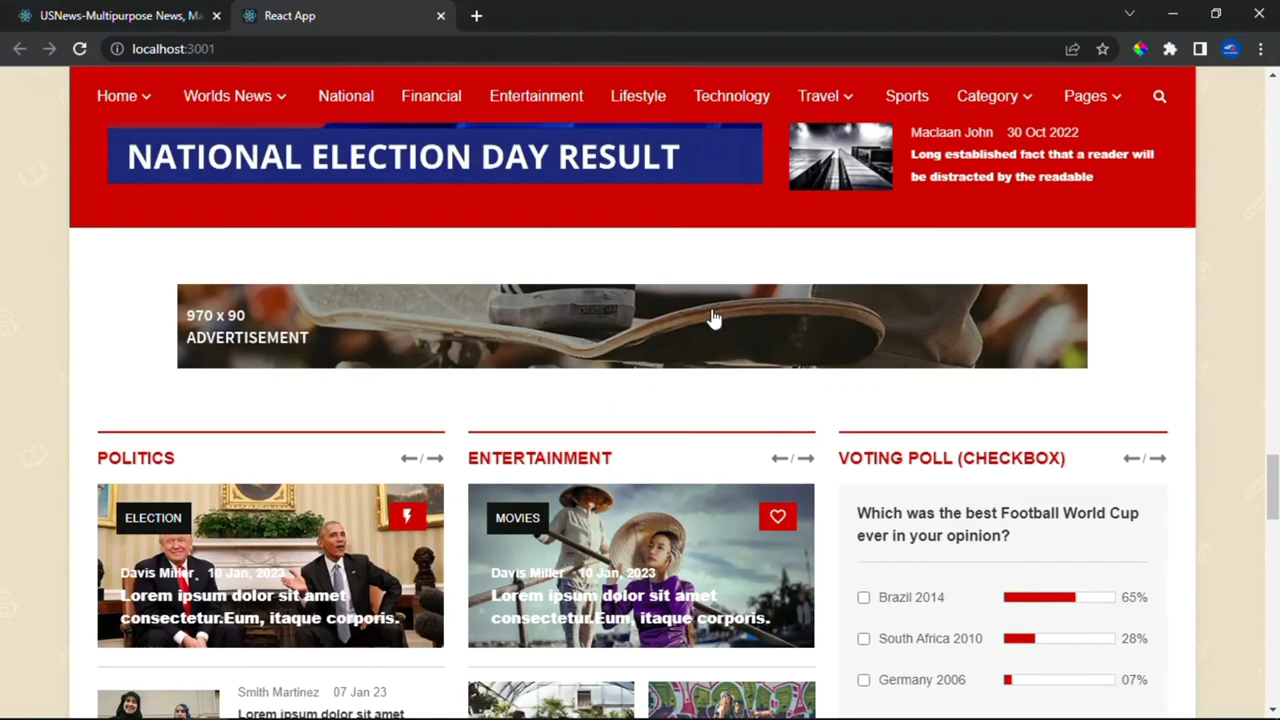 USNews-Multipurpose News, Ma
React App
localhost:3001
Home
Worlds News
National
Financial
Entertainment
Lifestyle
Technology
Travel
Sports
Category
Pages
NATIONAL ELECTION DAY RESULT
Maclaan John 30 Oct 2022
Long established fact that a reader will
be distracted by the readable
970 x 90
ADVERTISEMENT
POLITICS
/
ELECTION
Davis Miller 10 Jan, 2023
Lorem ipsum dolor sit amet
consectetur.Eum, itaque corporis.
Smith Martinez 07 Jan 23
Lorem ipsum dolor sit amet
ENTERTAINMENT
/
MOVIES
Davis Miller 10 Jan, 2023
Lorem ipsum dolor sit amet
consectetur.Eum, itaque corporis.
VOTING POLL (CHECKBOX)
/
Which was the best Football World Cup
ever in your opinion?
Brazil 2014 65%
South Africa 2010 28%
Germany 2006 07%